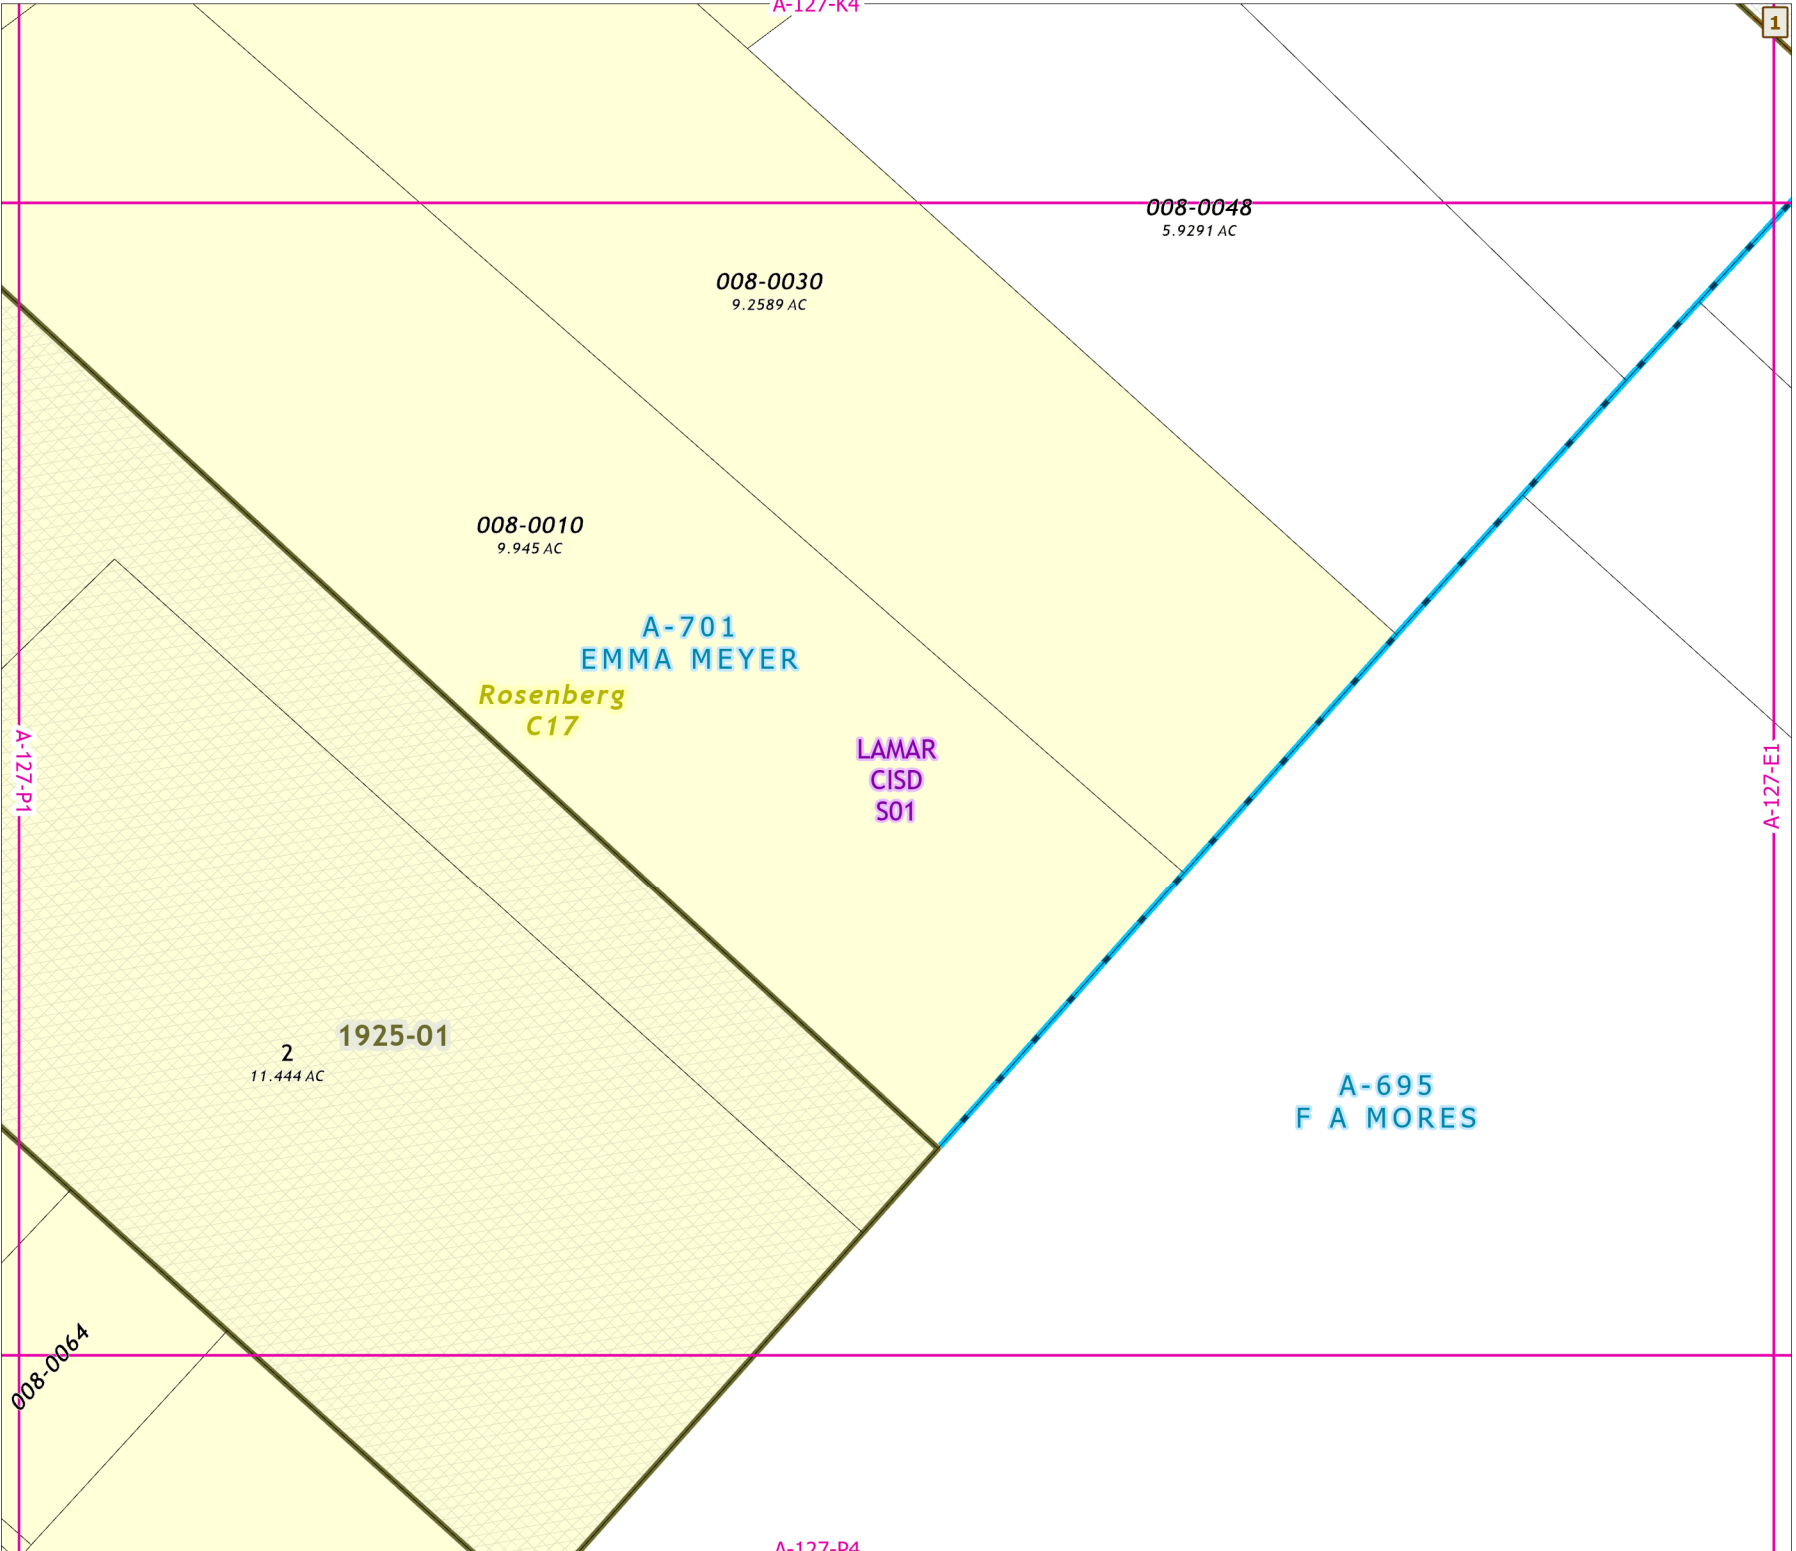 A-127-K4
1
008-0048
5.9291 AC
008-0030
9.2589 AC
008-0010
9.945 AC
A-701
EMMA MEYER
Rosenberg
C17
LAMAR
CISD
S01
A-127-P1
A-127-E1
1925-01
2
11.444 AC
A-695
F A MORES
008-0064
A-127-P4